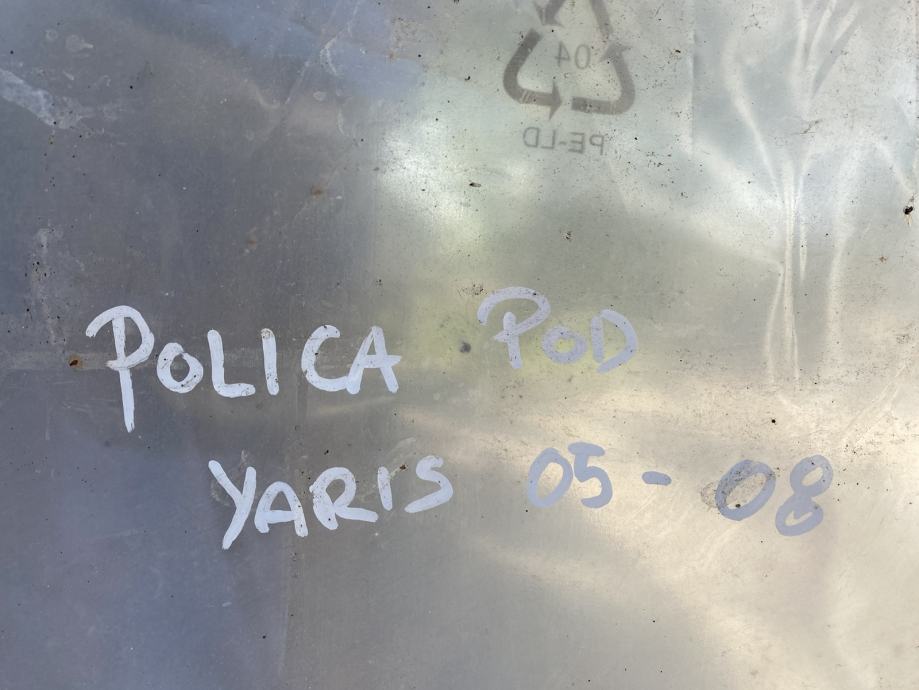 04
PE-LD
POLICA POD
YARIS 05-08